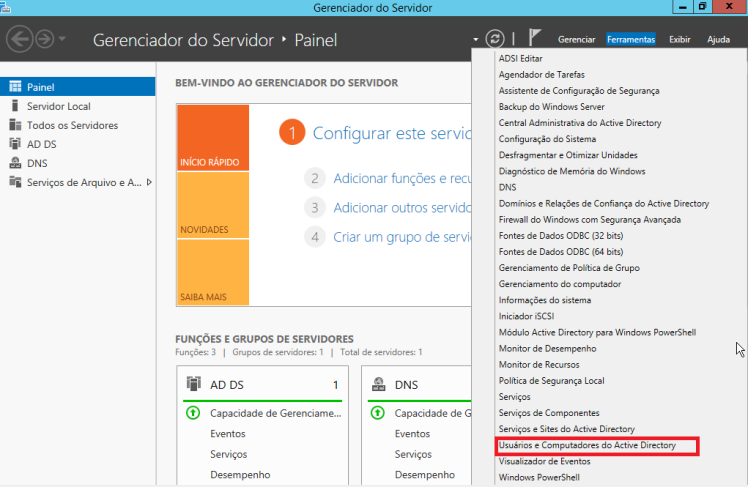 Gerenciador do Servidor
Gerenciador do Servidor • Painel
Gerenciar Ferramentas Exibir Ajuda
Painel
Servidor Local
Todos os Servidores
AD DS
DNS
Serviços de Arquivo e A...
BEM-VINDO AO GERENCIADOR DO SERVIDOR
INÍCIO RÁPIDO
NOVIDADES
SAIBA MAIS
1 Configurar este servid
2 Adicionar funções e recu
3 Adicionar outros servido
4 Criar um grupo de servi
FUNÇÕES E GRUPOS DE SERVIDORES
Funções: 3 | Grupos de servidores: 1 | Total de servidores: 1
AD DS 1
Capacidade de Gerenciame...
Eventos
Serviços
Desempenho
DNS
Capacidade de G
Eventos
Serviços
Desempenho
ADSI Editar
Agendador de Tarefas
Assistente de Configuração de Segurança
Backup do Windows Server
Central Administrativa do Active Directory
Configuração do Sistema
Desfragmentar e Otimizar Unidades
Diagnóstico de Memória do Windows
DNS
Domínios e Relações de Confiança do Active Directory
Firewall do Windows com Segurança Avançada
Fontes de Dados ODBC (32 bits)
Fontes de Dados ODBC (64 bits)
Gerenciamento de Política de Grupo
Gerenciamento do computador
Informações do sistema
Iniciador iSCSI
Módulo Active Directory para Windows PowerShell
Monitor de Desempenho
Monitor de Recursos
Política de Segurança Local
Serviços
Serviços de Componentes
Serviços e Sites do Active Directory
Usuários e Computadores do Active Directory
Visualizador de Eventos
Windows PowerShell